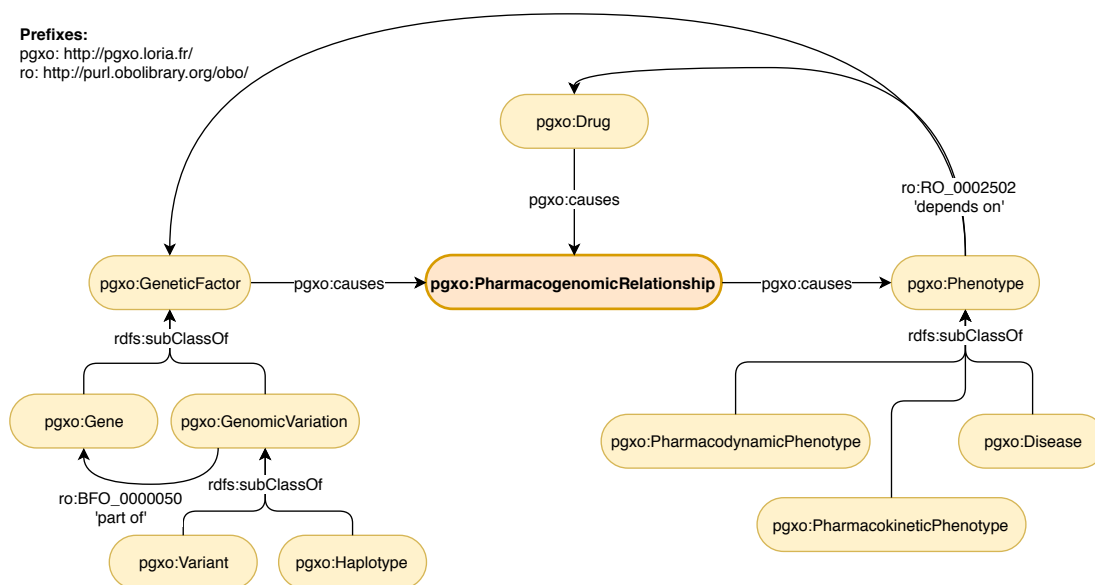 Prefixes:
pgxo: http://pgxo.loria.fr/
ro: http://purl.obolibrary.org/obo/
pgxo:Drug
ro:RO_0002502
'depends on'
pgxo:causes
pgxo:GeneticFactor
pgxo:causes
pgxo:PharmacogenomicRelationship
pgxo:causes
pgxo:Phenotype
rdfs:subClassOf
rdfs:subClassOf
pgxo:Gene
pgxo:GenomicVariation
pgxo:PharmacodynamicPhenotype
pgxo:Disease
rdfs:subClassOf
ro:BFO_0000050
'part of'
pgxo:PharmacokineticPhenotype
pgxo:Variant
pgxo:Haplotype